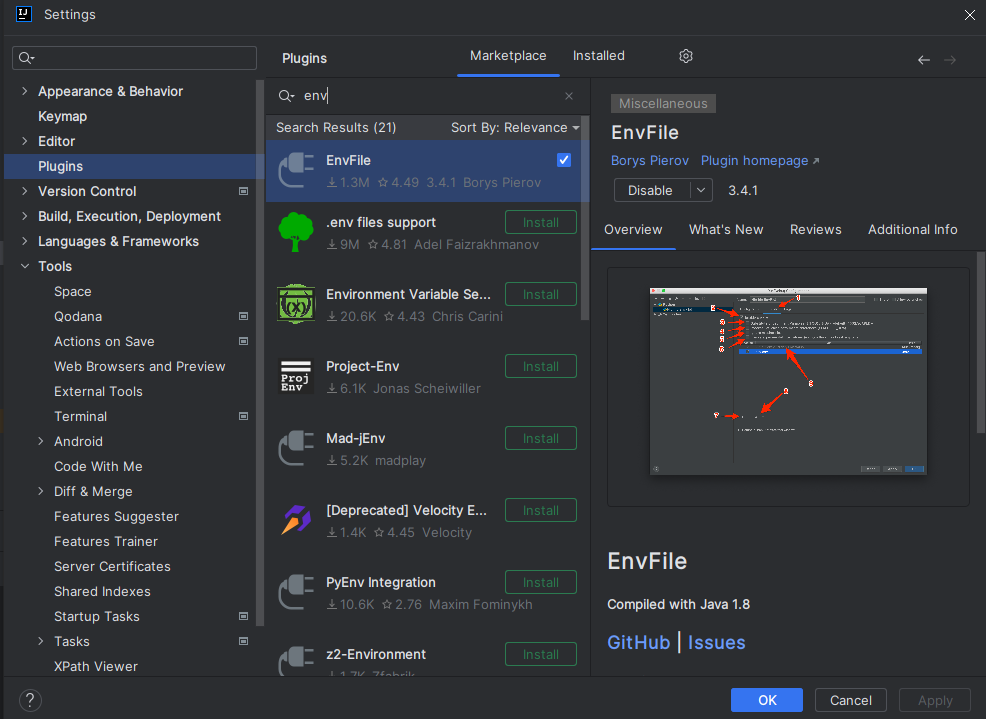 Settings
Plugins
Marketplace
Installed
Appearance & Behavior
Keymap
Editor
Plugins
Version Control
Build, Execution, Deployment
Languages & Frameworks
Tools
Space
Qodana
Actions on Save
Web Browsers and Preview
External Tools
Terminal
Android
Code With Me
Diff & Merge
Features Suggester
Features Trainer
Server Certificates
Shared Indexes
Startup Tasks
Tasks
XPath Viewer
env
Search Results (21) Sort By: Relevance
EnvFile
1.3M 4.49 3.4.1 Borys Pierov
.env files support Install
9M 4.81 Adel Faizrakhmanov
Environment Variable Se... Install
20.6K 4.43 Chris Carini
Proj
Env
Project-Env Install
6.1K Jonas Scheiwiller
Mad-jEnv Install
5.2K madplay
[Deprecated] Velocity E... Install
1.4K 4.45 Velocity
PyEnv Integration Install
10.6K 2.76 Maxim Fominykh
z2-Environment Install
Miscellaneous
EnvFile
Borys Pierov Plugin homepage
Disable 3.4.1
Overview What's New Reviews Additional Info
EnvFile
Compiled with Java 1.8
GitHub | Issues
?
OK Cancel Apply